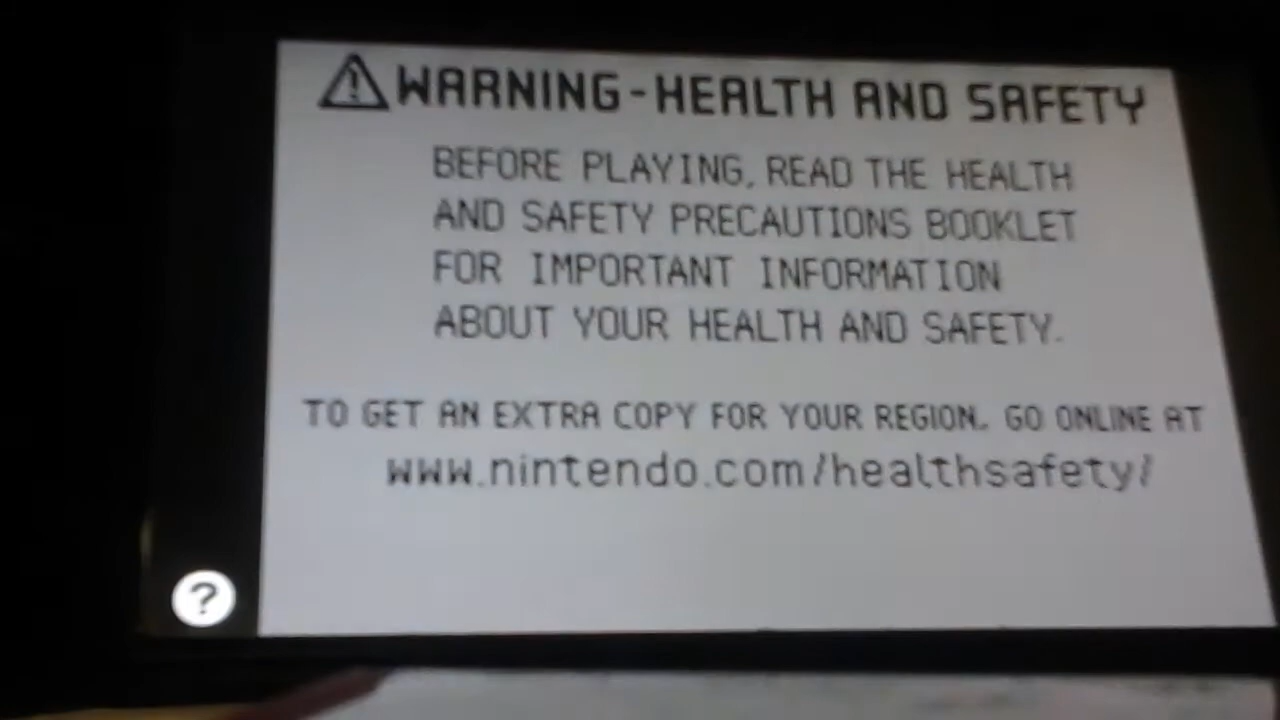 WARNING-HEALTH AND SAFETY
BEFORE PLAYING, READ THE HEALTH
AND SAFETY PRECAUTIONS BOOKLET
FOR IMPORTANT INFORMATION
ABOUT YOUR HEALTH AND SAFETY.
TO GET AN EXTRA COPY FOR YOUR REGION, GO ONLINE AT
www.nintendo.com/healthsafety/
?